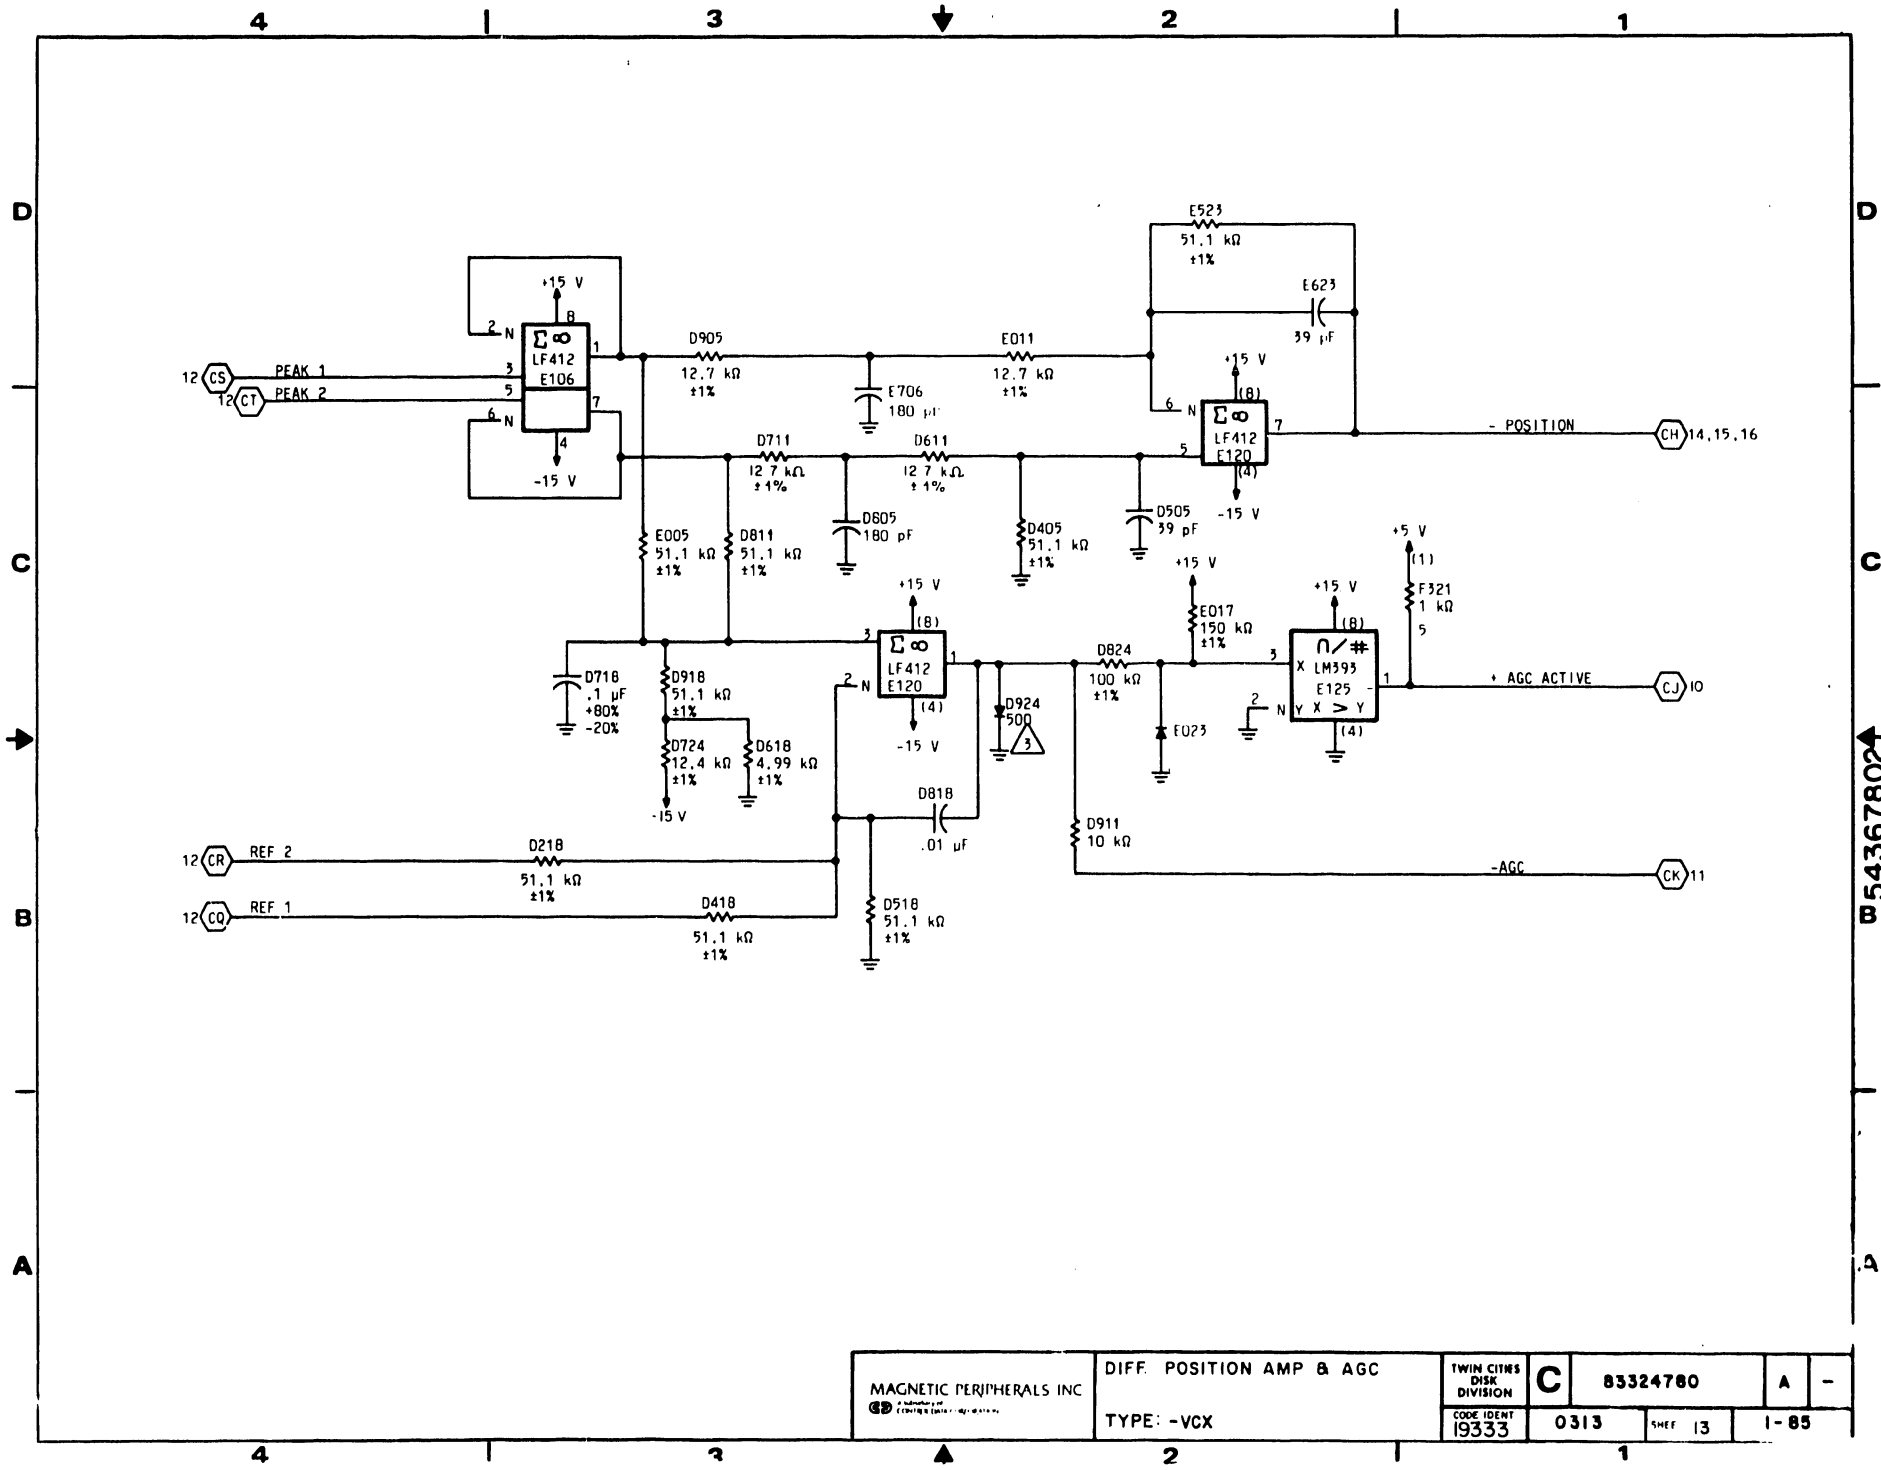 4 3 2 1
D D
E523
51.1 kΩ
±1%
+15 V
E623
39 pF
8
2 N
Σ ∞
1
LF412
E106
D905
12.7 kΩ
±1%
E011
12.7 kΩ
±1%
+15 V
12 CS PEAK 1 3
12 CT PEAK 2 5
7
E706
180 pF
(8)
6 N
Σ ∞
LF412
E120
7
- POSITION
CH 14,15,16
6 N
4
-15 V
D711
12.7 kΩ
±1%
D611
12.7 kΩ
±1%
5
(4)
-15 V
C C
E005
51.1 kΩ
±1%
D811
51.1 kΩ
±1%
D605
180 pF
D405
51.1 kΩ
±1%
D505
39 pF
+5 V
(1)
F321
1 kΩ
5
+15 V
(8)
3
Σ ∞
LF412
E120
1
2 N
(4)
-15 V
+15 V
E017
150 kΩ
±1%
+15 V
(8)
∩/#
3 X
LM393
E125
1
2 N Y X > Y
(4)
+ AGC ACTIVE
CJ 10
D718
.1 µF
+80%
-20%
D918
51.1 kΩ
±1%
D724
12.4 kΩ
±1%
D618
4.99 kΩ
±1%
-15 V
D924
500
3
D824
100 kΩ
±1%
E023
D818
.01 µF
D911
10 kΩ
-AGC
CK 11
12 CR REF 2
D218
51.1 kΩ
±1%
B B
12 CQ REF 1
D418
51.1 kΩ
±1%
D518
51.1 kΩ
±1%
5436780
A A
MAGNETIC PERIPHERALS INC
DIFF. POSITION AMP & AGC
TYPE: -VCX
TWIN CITIES
DISK
DIVISION
C
83324780
A
-
CODE IDENT
19333
0313
13
1-85
4 2 1